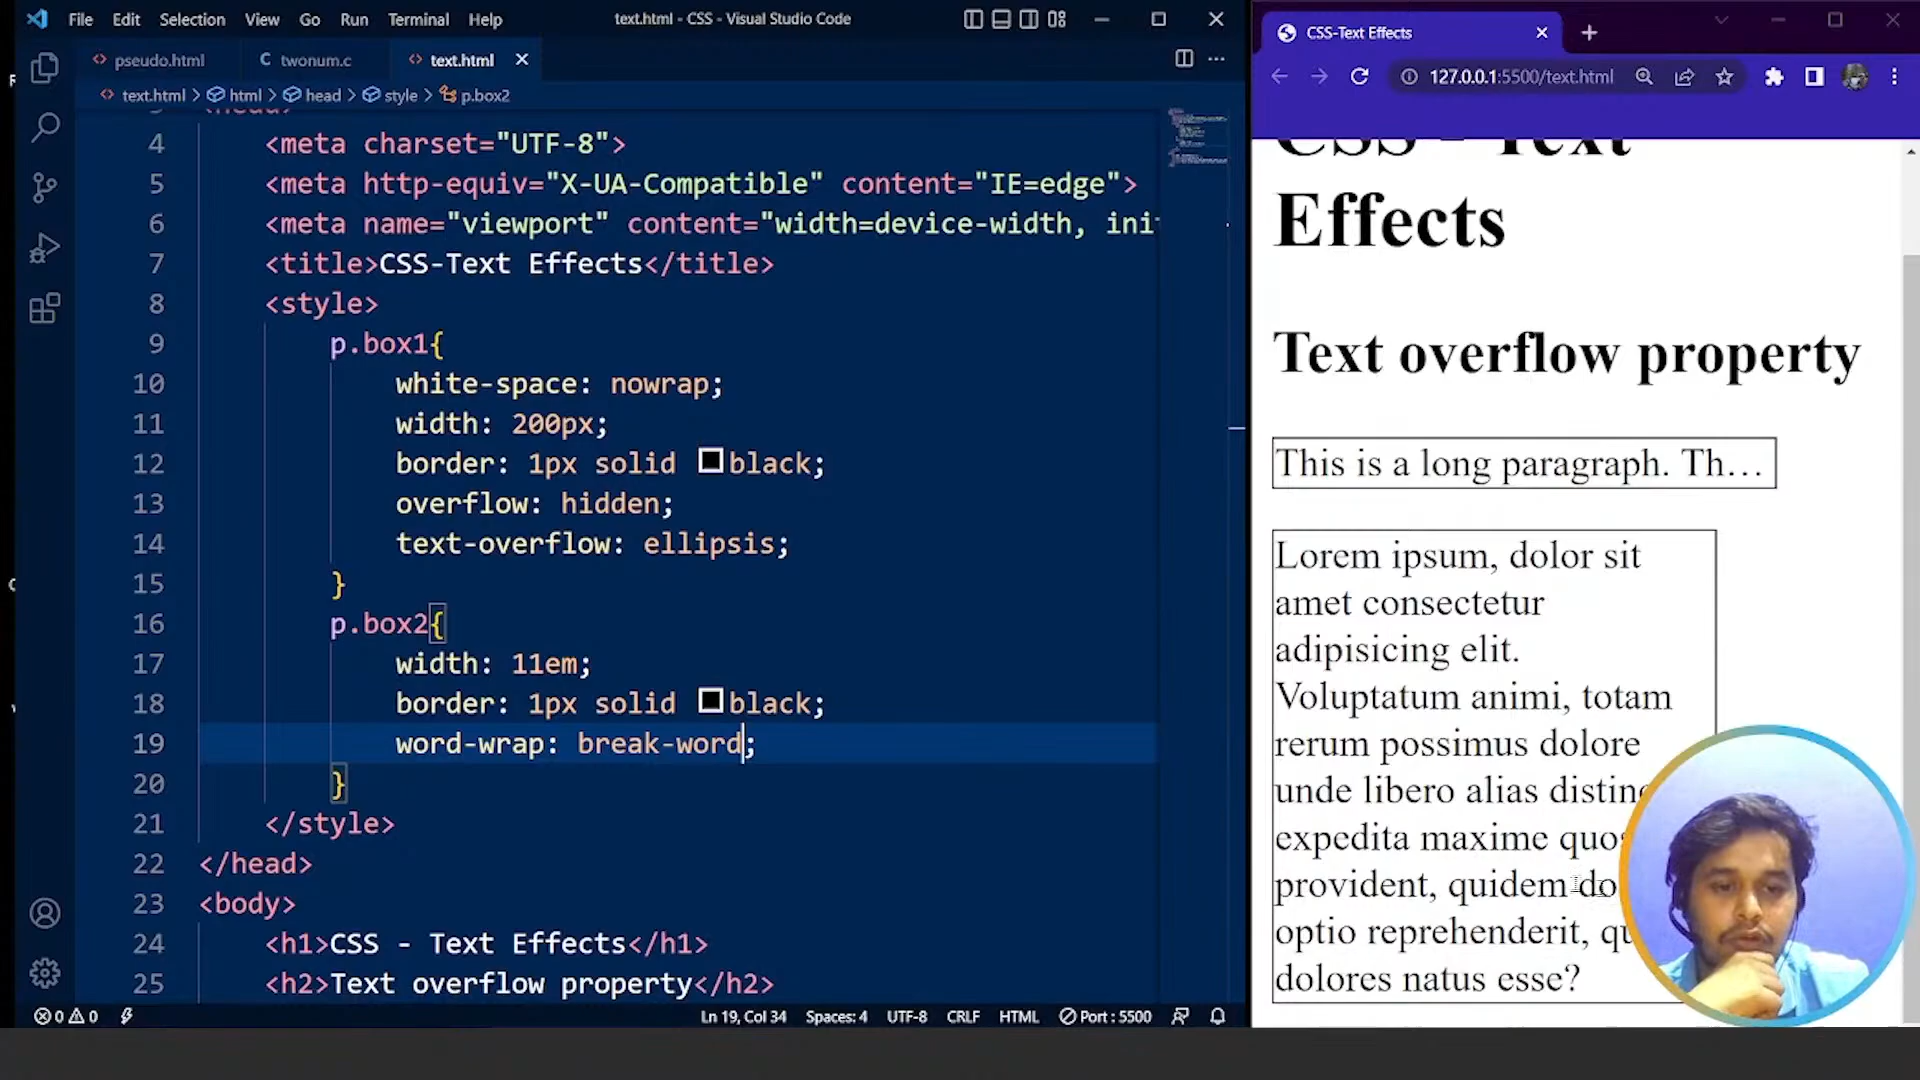 File Edit Selection View Go Run Terminal Help
text.html - CSS - Visual Studio Code
pseudo.html
C twonum.c
text.html
text.html > html > head > style > p.box2
4 <meta charset="UTF-8">
5 <meta http-equiv="X-UA-Compatible" content="IE=edge">
6 <meta name="viewport" content="width=device-width, ini
7 <title>CSS-Text Effects</title>
8 <style>
9 p.box1{
10 white-space: nowrap;
11 width: 200px;
12 border: 1px solid black;
13 overflow: hidden;
14 text-overflow: ellipsis;
15 }
16 p.box2{
17 width: 11em;
18 border: 1px solid black;
19 word-wrap: break-word;
20 }
21 </style>
22 </head>
23 <body>
24 <h1>CSS - Text Effects</h1>
25 <h2>Text overflow property</h2>
0 0
Ln 19, Col 34 Spaces: 4 UTF-8 CRLF HTML Port : 5500
CSS-Text Effects
127.0.0.1:5500/text.html
CSS - Text
Effects
Text overflow property
This is a long paragraph. Th...
Lorem ipsum, dolor sit
amet consectetur
adipisicing elit.
Voluptatum animi, totam
rerum possimus dolore
unde libero alias distinc
expedita maxime quos
provident, quidem do
optio reprehenderit, qu
dolores natus esse?